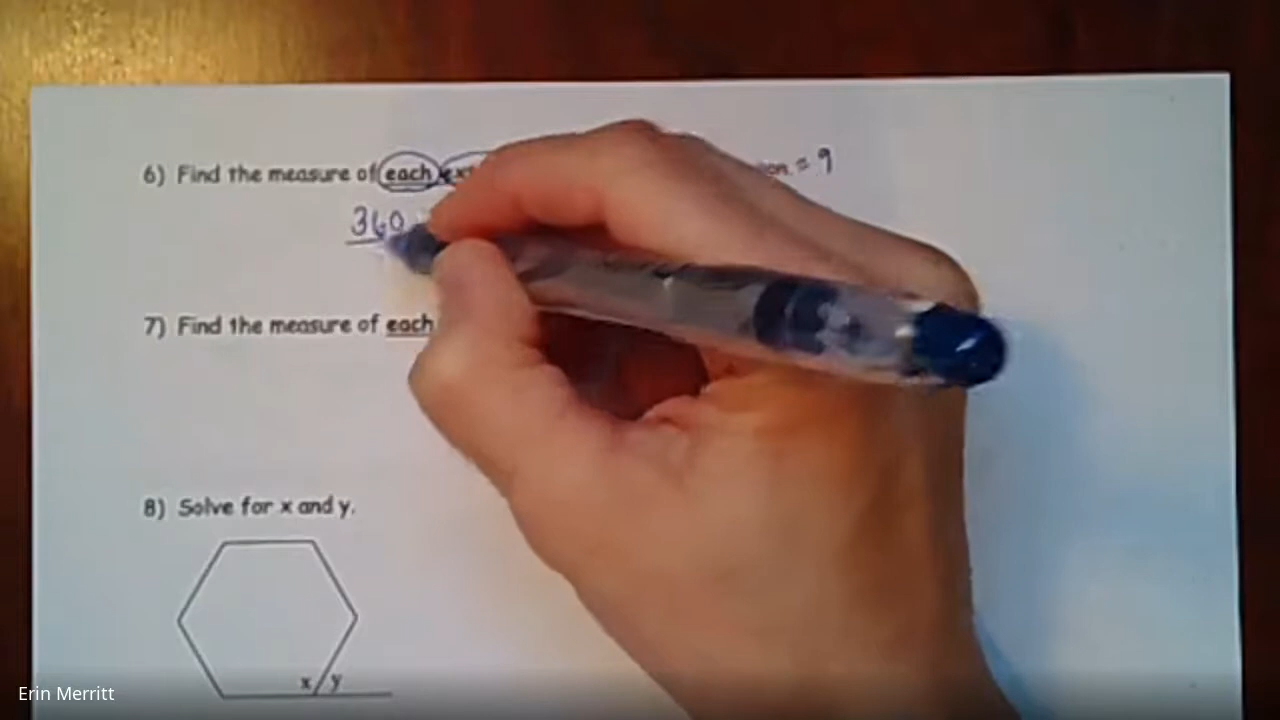 6) Find the measure of each = 9
360
7) Find the measure of each
8) Solve for x and y.
x y
Erin Merritt